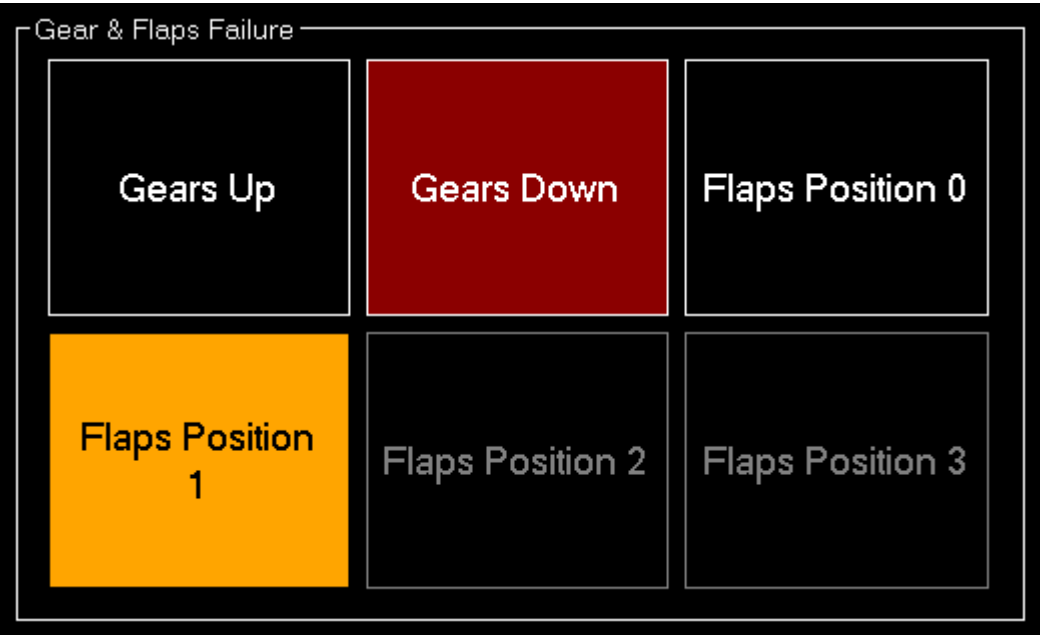 Gear & Flaps Failure
Gears Up
Gears Down
Flaps Position 0
Flaps Position
1
Flaps Position 2
Flaps Position 3